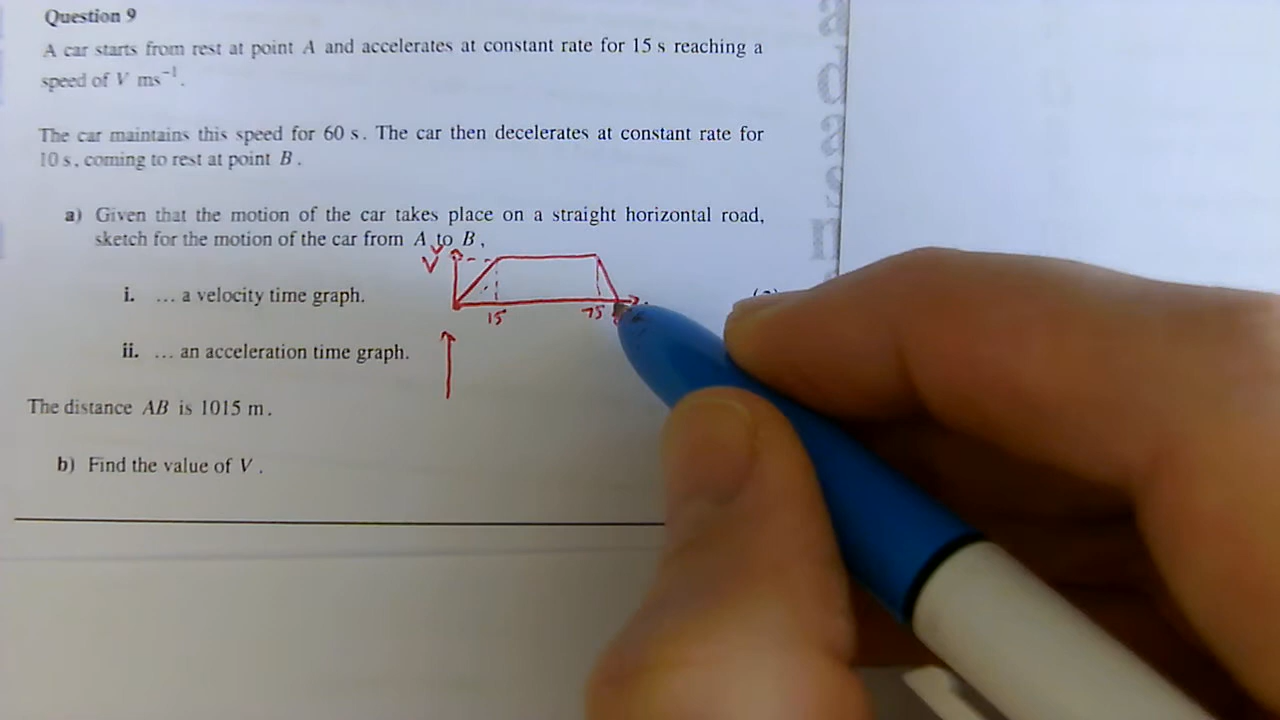 Question 9
A car starts from rest at point A and accelerates at constant rate for 15 s reaching a
speed of V ms⁻¹.
The car maintains this speed for 60 s. The car then decelerates at constant rate for
10 s, coming to rest at point B.
a) Given that the motion of the car takes place on a straight horizontal road,
sketch for the motion of the car from A to B,
V
i. … a velocity time graph.
15 75
ii. … an acceleration time graph.
The distance AB is 1015 m.
b) Find the value of V.